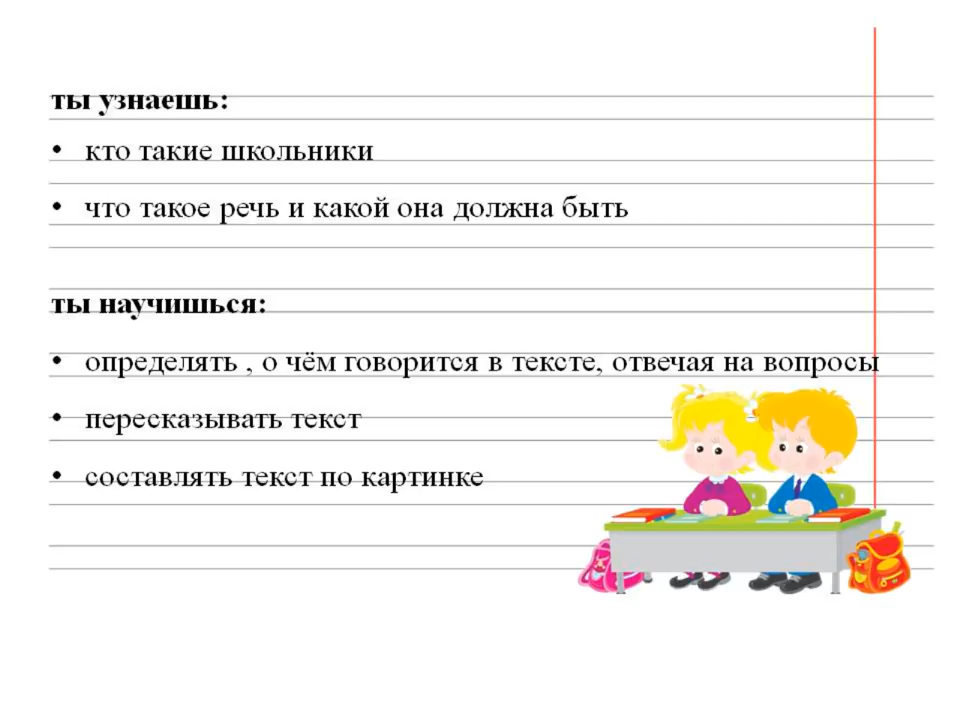 ты узнаешь:
• кто такие школьники
• что такое речь и какой она должна быть
ты научишься:
• определять , о чём говорится в тексте, отвечая на вопросы
• пересказывать текст
• составлять текст по картинке